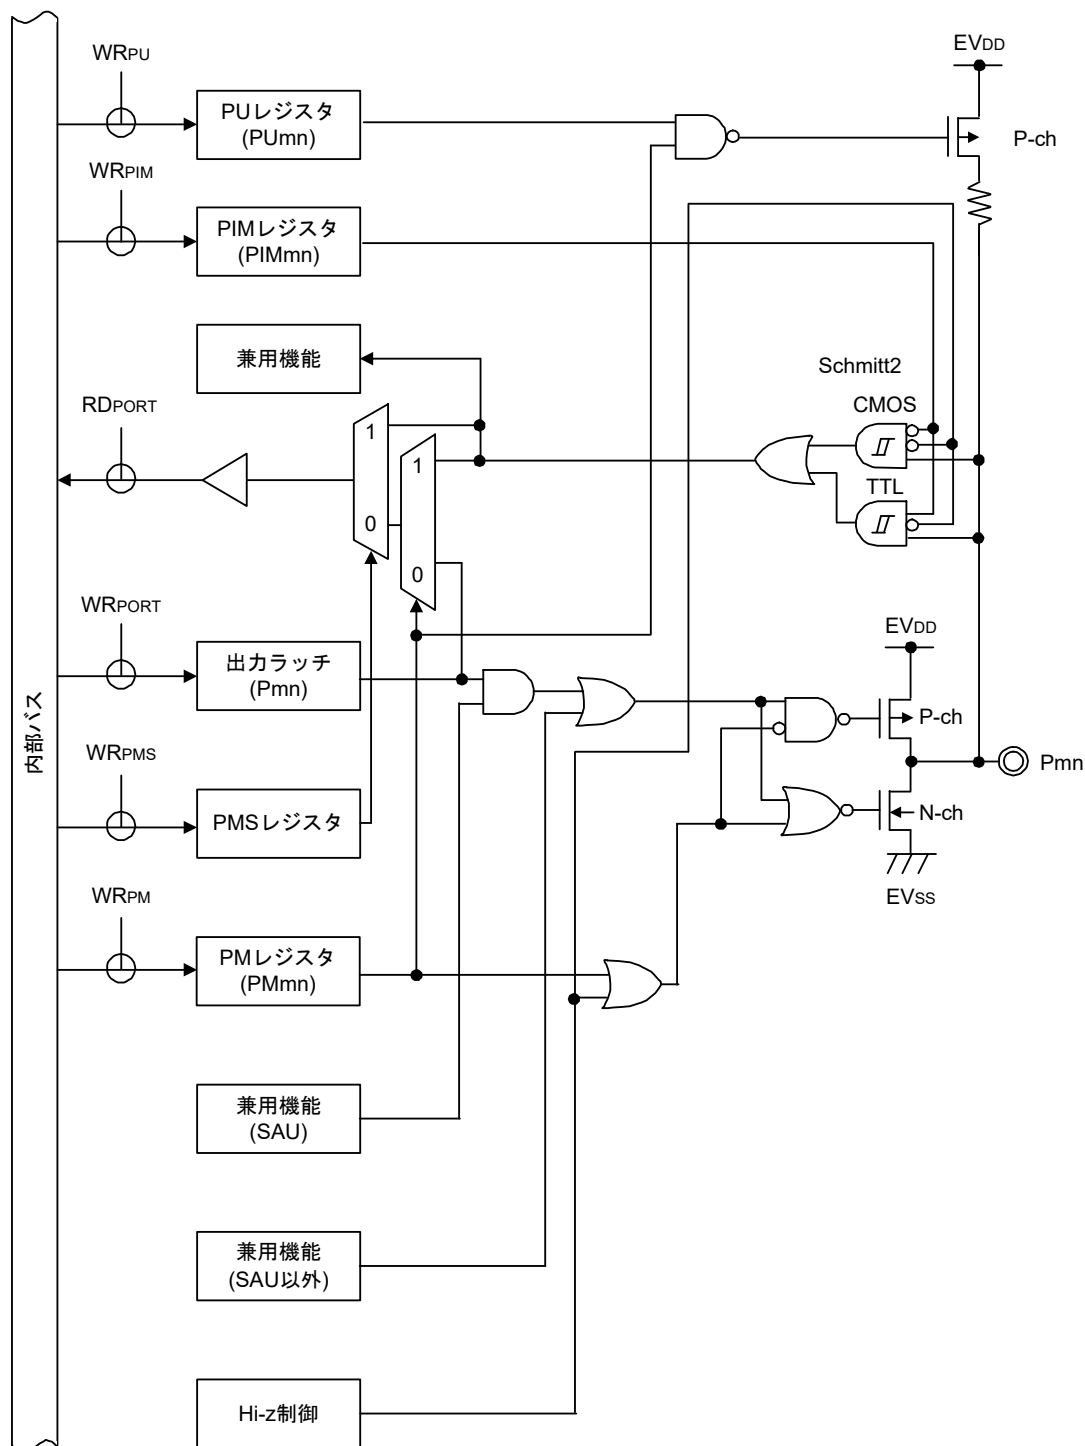 WRPU
EVDD
PUレジスタ
(PUmn)
P-ch
WRPIM
PIMレジスタ
(PIMmn)
兼用機能
Schmitt2
CMOS
RDPORT
1
1
TTL
0
0
WRPORT
EVDD
出力ラッチ
(Pmn)
P-ch
内部バス
WRPMS
Pmn
PMSレジスタ
N-ch
WRPM
EVSS
PMレジスタ
(PMmn)
兼用機能
(SAU)
兼用機能
(SAU以外)
Hi-z制御